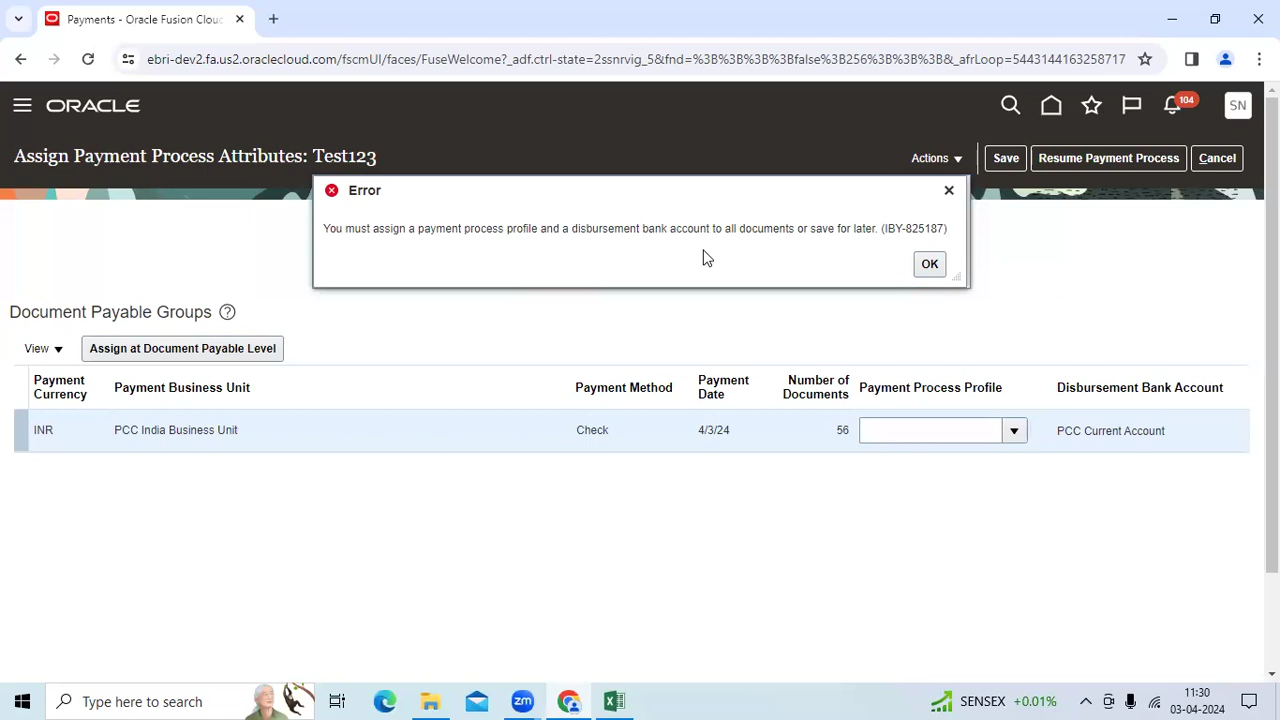 Payments - Oracle Fusion Clou
ebri-dev2.fa.us2.oraclecloud.com/fscmUI/faces/FuseWelcome?_adf.ctrl-state=2ssnrvig_5&fnd=%3B%3B%3B%3Bfalse%3B256%3B%3B%3B&_afrLoop=5443144163258717
ORACLE
104
SN
Assign Payment Process Attributes: Test123
Actions
Save
Resume Payment Process
Cancel
Error
You must assign a payment process profile and a disbursement bank account to all documents or save for later. (IBY-825187)
OK
Document Payable Groups
View
Assign at Document Payable Level
Payment Currency Payment Business Unit Payment Method Payment Date Number of Documents Payment Process Profile Disbursement Bank Account
INR PCC India Business Unit Check 4/3/24 56 PCC Current Account
Type here to search
zm
SENSEX +0.01%
11:30
03-04-2024